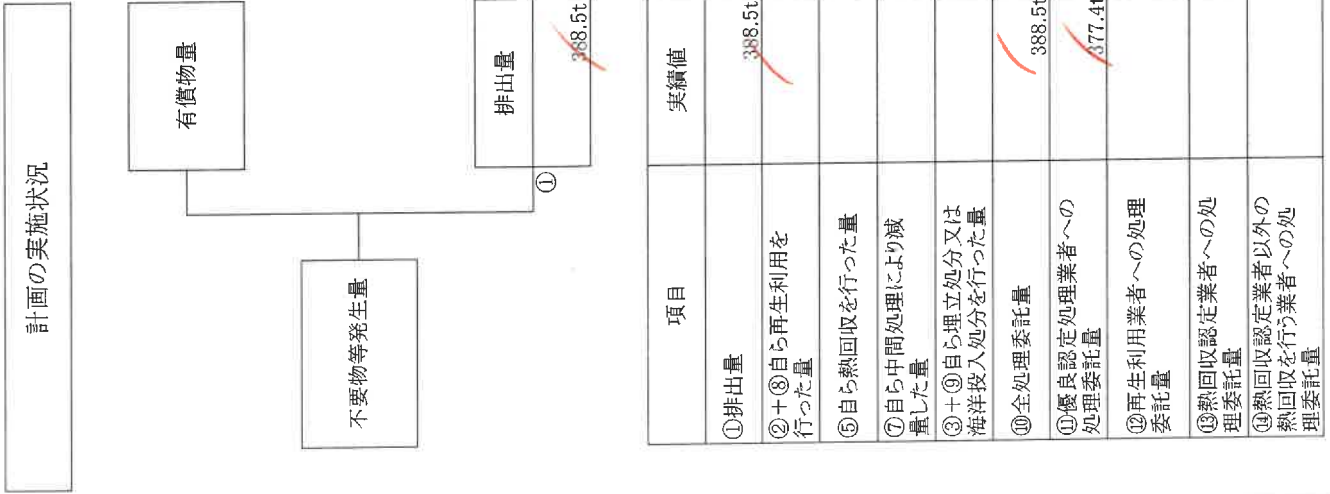 計画の実施状況
有償物量
不要物等発生量
排出量
①
388.5t
項目
実績値
①排出量
388.5t
②+⑧自ら再生利用を
行った量
⑤自ら熱回収を行った量
⑦自ら中間処理により減
量した量
③+⑨自ら埋立処分又は
海洋投入処分を行った量
⑩全処理委託量
388.5t
⑪優良認定処理業者への
処理委託量
377.4t
⑫再生利用業者への処理
委託量
⑬熱回収認定業者への処
理委託量
⑭熱回収認定業者以外の
熱回収を行う業者への処
理委託量